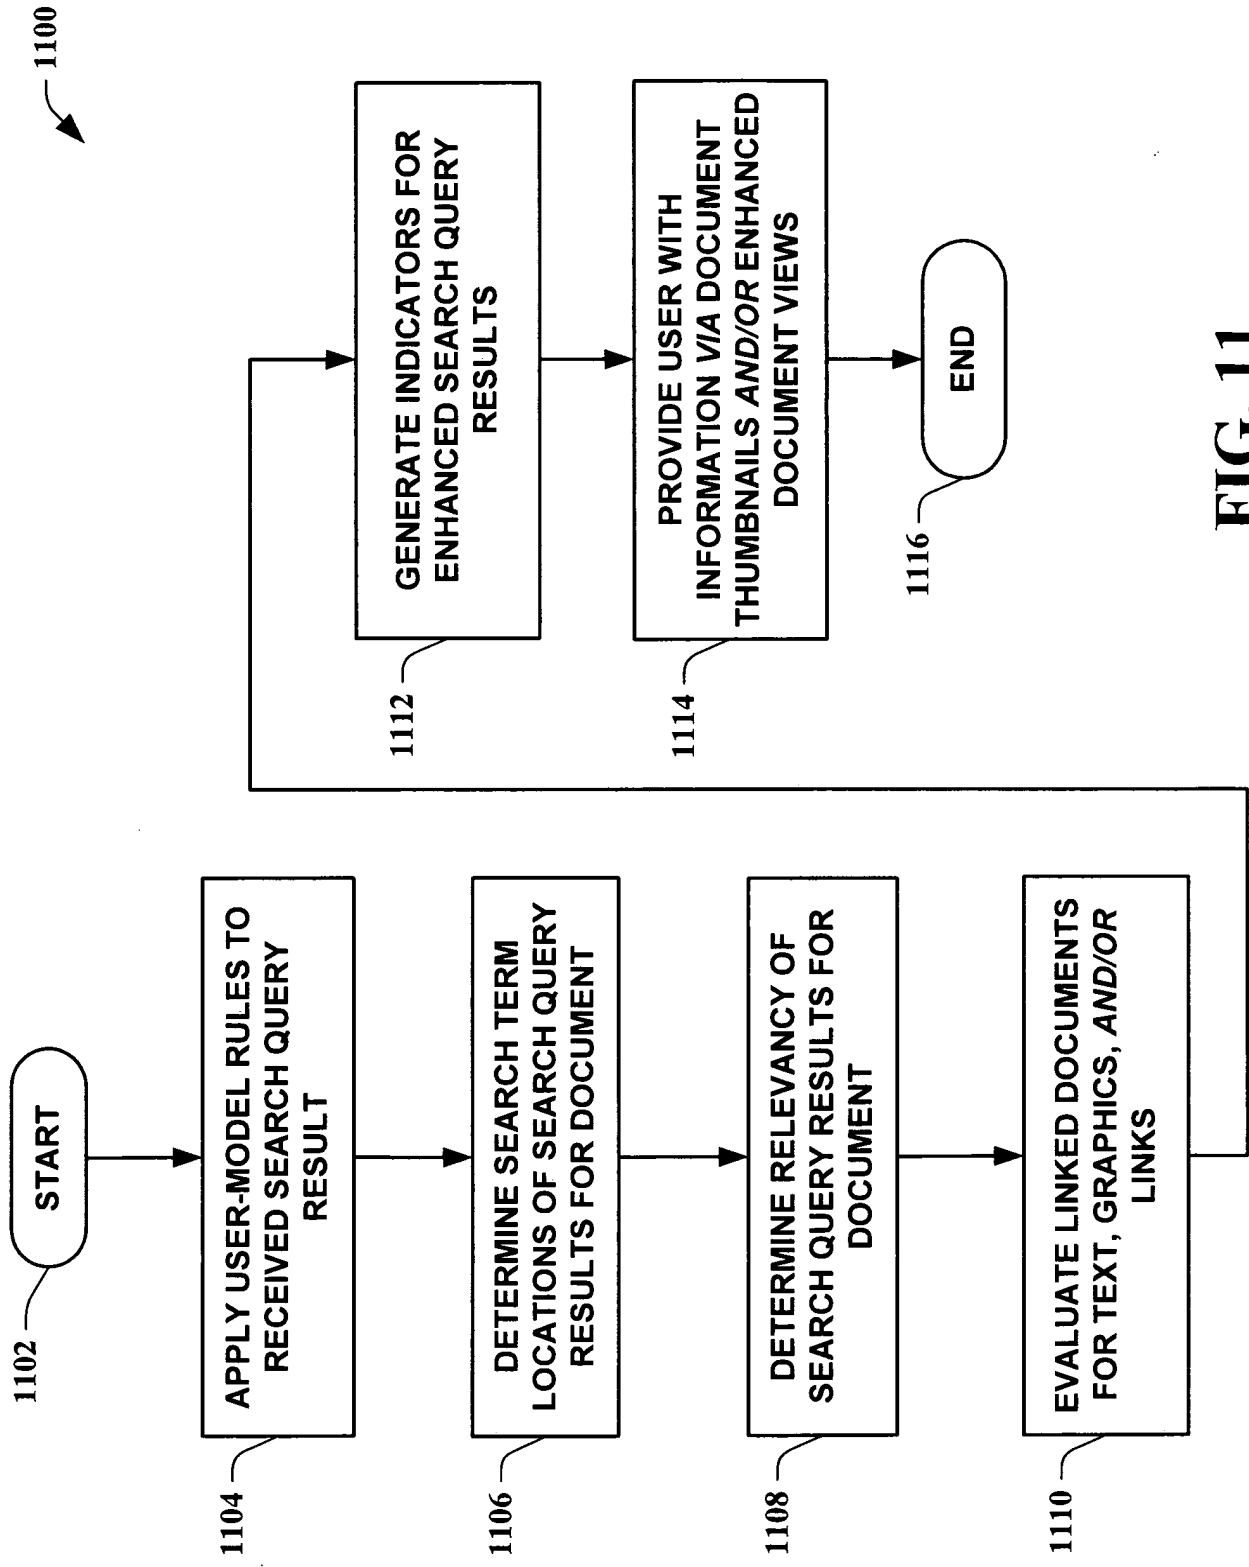 1100
START
1102
APPLY USER-MODEL RULES TO
RECEIVED SEARCH QUERY
RESULT
1104
DETERMINE SEARCH TERM
LOCATIONS OF SEARCH QUERY
RESULTS FOR DOCUMENT
1106
DETERMINE RELEVANCY OF
SEARCH QUERY RESULTS FOR
DOCUMENT
1108
EVALUATE LINKED DOCUMENTS
FOR TEXT, GRAPHICS, AND/OR
LINKS
1110
GENERATE INDICATORS FOR
ENHANCED SEARCH QUERY
RESULTS
1112
PROVIDE USER WITH
INFORMATION VIA DOCUMENT
THUMBNAILS AND/OR ENHANCED
DOCUMENT VIEWS
1114
END
1116
FIG. 11